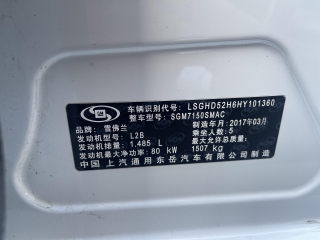 车辆识别代号: LSGHD52H6HY101360
整车型号: SGM7150SMAC
制造年月: 2017年03月
品牌: 雪佛兰 乘坐人数: 5
发动机型号: L2B 最大允许总质量:
发动机排量: 1.485 L 1507 kg
发动机最大净功率: 80 kW
中国上汽通用东岳汽车有限公司制造